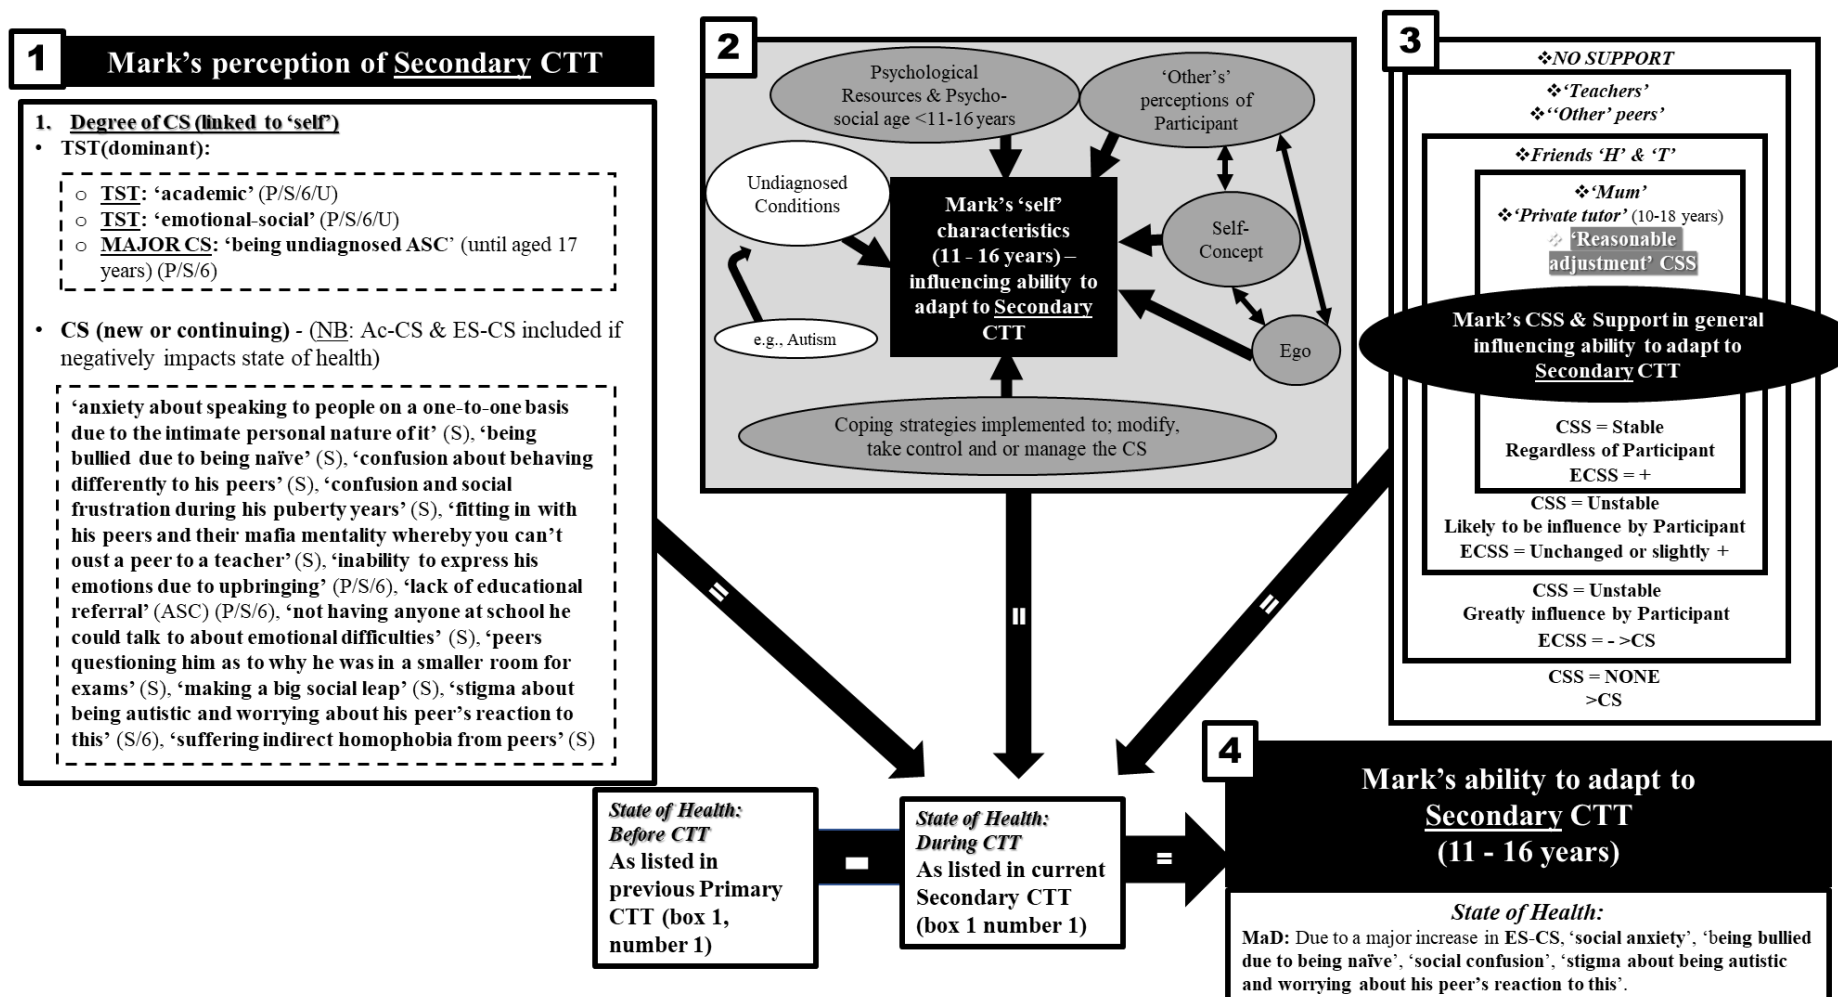 1
Mark’s perception of Secondary CTT
1. Degree of CS (linked to ‘self’)
• TST(dominant):
o TST: ‘academic’ (P/S/6/U)
o TST: ‘emotional-social’ (P/S/6/U)
o MAJOR CS: ‘being undiagnosed ASC’ (until aged 17
years) (P/S/6)
• CS (new or continuing) - (NB: Ac-CS & ES-CS included if
negatively impacts state of health)
‘anxiety about speaking to people on a one-to-one basis
due to the intimate personal nature of it’ (S), ‘being
bullied due to being naïve’ (S), ‘confusion about behaving
differently to his peers’ (S), ‘confusion and social
frustration during his puberty years’ (S), ‘fitting in with
his peers and their mafia mentality whereby you can’t
oust a peer to a teacher’ (S), ‘inability to express his
emotions due to upbringing’ (P/S/6), ‘lack of educational
referral’ (ASC) (P/S/6), ‘not having anyone at school he
could talk to about emotional difficulties’ (S), ‘peers
questioning him as to why he was in a smaller room for
exams’ (S), ‘making a big social leap’ (S), ‘stigma about
being autistic and worrying about his peer’s reaction to
this’ (S/6), ‘suffering indirect homophobia from peers’ (S)
2
Psychological
Resources & Psycho-
social age <11-16 years
‘Other’s’
perceptions of
Participant
Undiagnosed
Conditions
e.g., Autism
Mark’s ‘self’
characteristics
(11 - 16 years) –
influencing ability to
adapt to Secondary
CTT
Self-
Concept
Ego
Coping strategies implemented to; modify,
take control and or manage the CS
3
❖NO SUPPORT
❖‘Teachers’
❖‘‘Other’ peers’
❖Friends ‘H’ & ‘T’
❖‘Mum’
❖‘Private tutor’ (10-18 years)
❖ ‘Reasonable
adjustment’ CSS
Mark’s CSS & Support in general
influencing ability to adapt to
Secondary CTT
CSS = Stable
Regardless of Participant
ECSS = +
CSS = Unstable
Likely to be influence by Participant
ECSS = Unchanged or slightly +
CSS = Unstable
Greatly influence by Participant
ECSS = - >CS
CSS = NONE
>CS
=
=
=
State of Health:
Before CTT
As listed in
previous Primary
CTT (box 1,
number 1)
-
State of Health:
During CTT
As listed in current
Secondary CTT
(box 1 number 1)
=
4
Mark’s ability to adapt to
Secondary CTT
(11 - 16 years)
State of Health:
MaD: Due to a major increase in ES-CS, ‘social anxiety’, ‘being bullied
due to being naïve’, ‘social confusion’, ‘stigma about being autistic
and worrying about his peer’s reaction to this’.